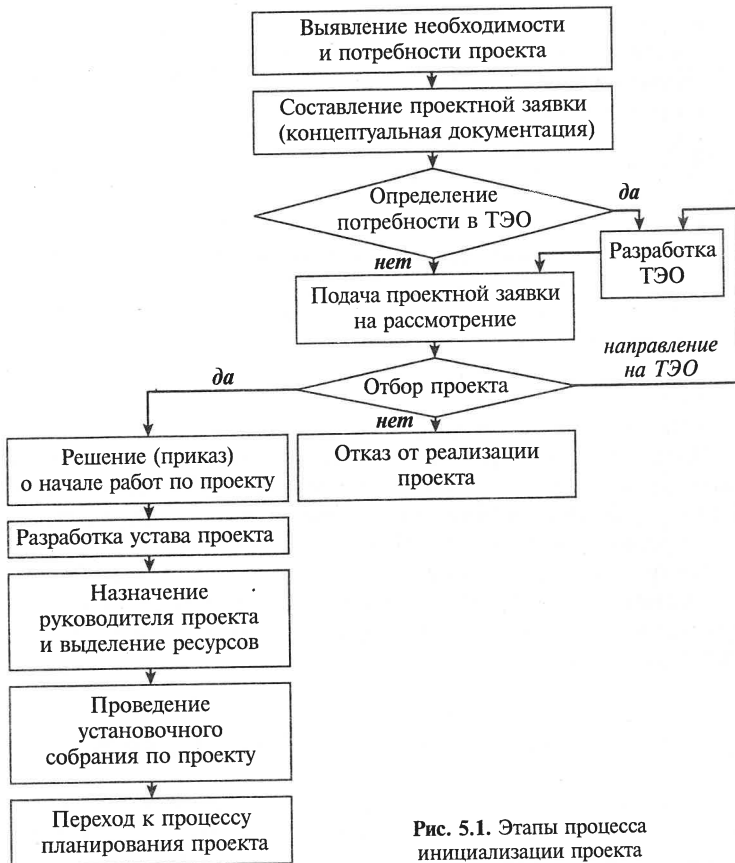 Выявление необходимости
и потребности проекта
Составление проектной заявки
(концептуальная документация)
Определение
потребности в ТЭО
да
Разработка
ТЭО
нет
Подача проектной заявки
на рассмотрение
направление
на ТЭО
да
Отбор проекта
нет
Решение (приказ)
о начале работ по проекту
Отказ от реализации
проекта
Разработка устава проекта
Назначение
руководителя проекта
и выделение ресурсов
Проведение
установочного
собрания по проекту
Переход к процессу
планирования проекта
Рис. 5.1. Этапы процесса
инициализации проекта